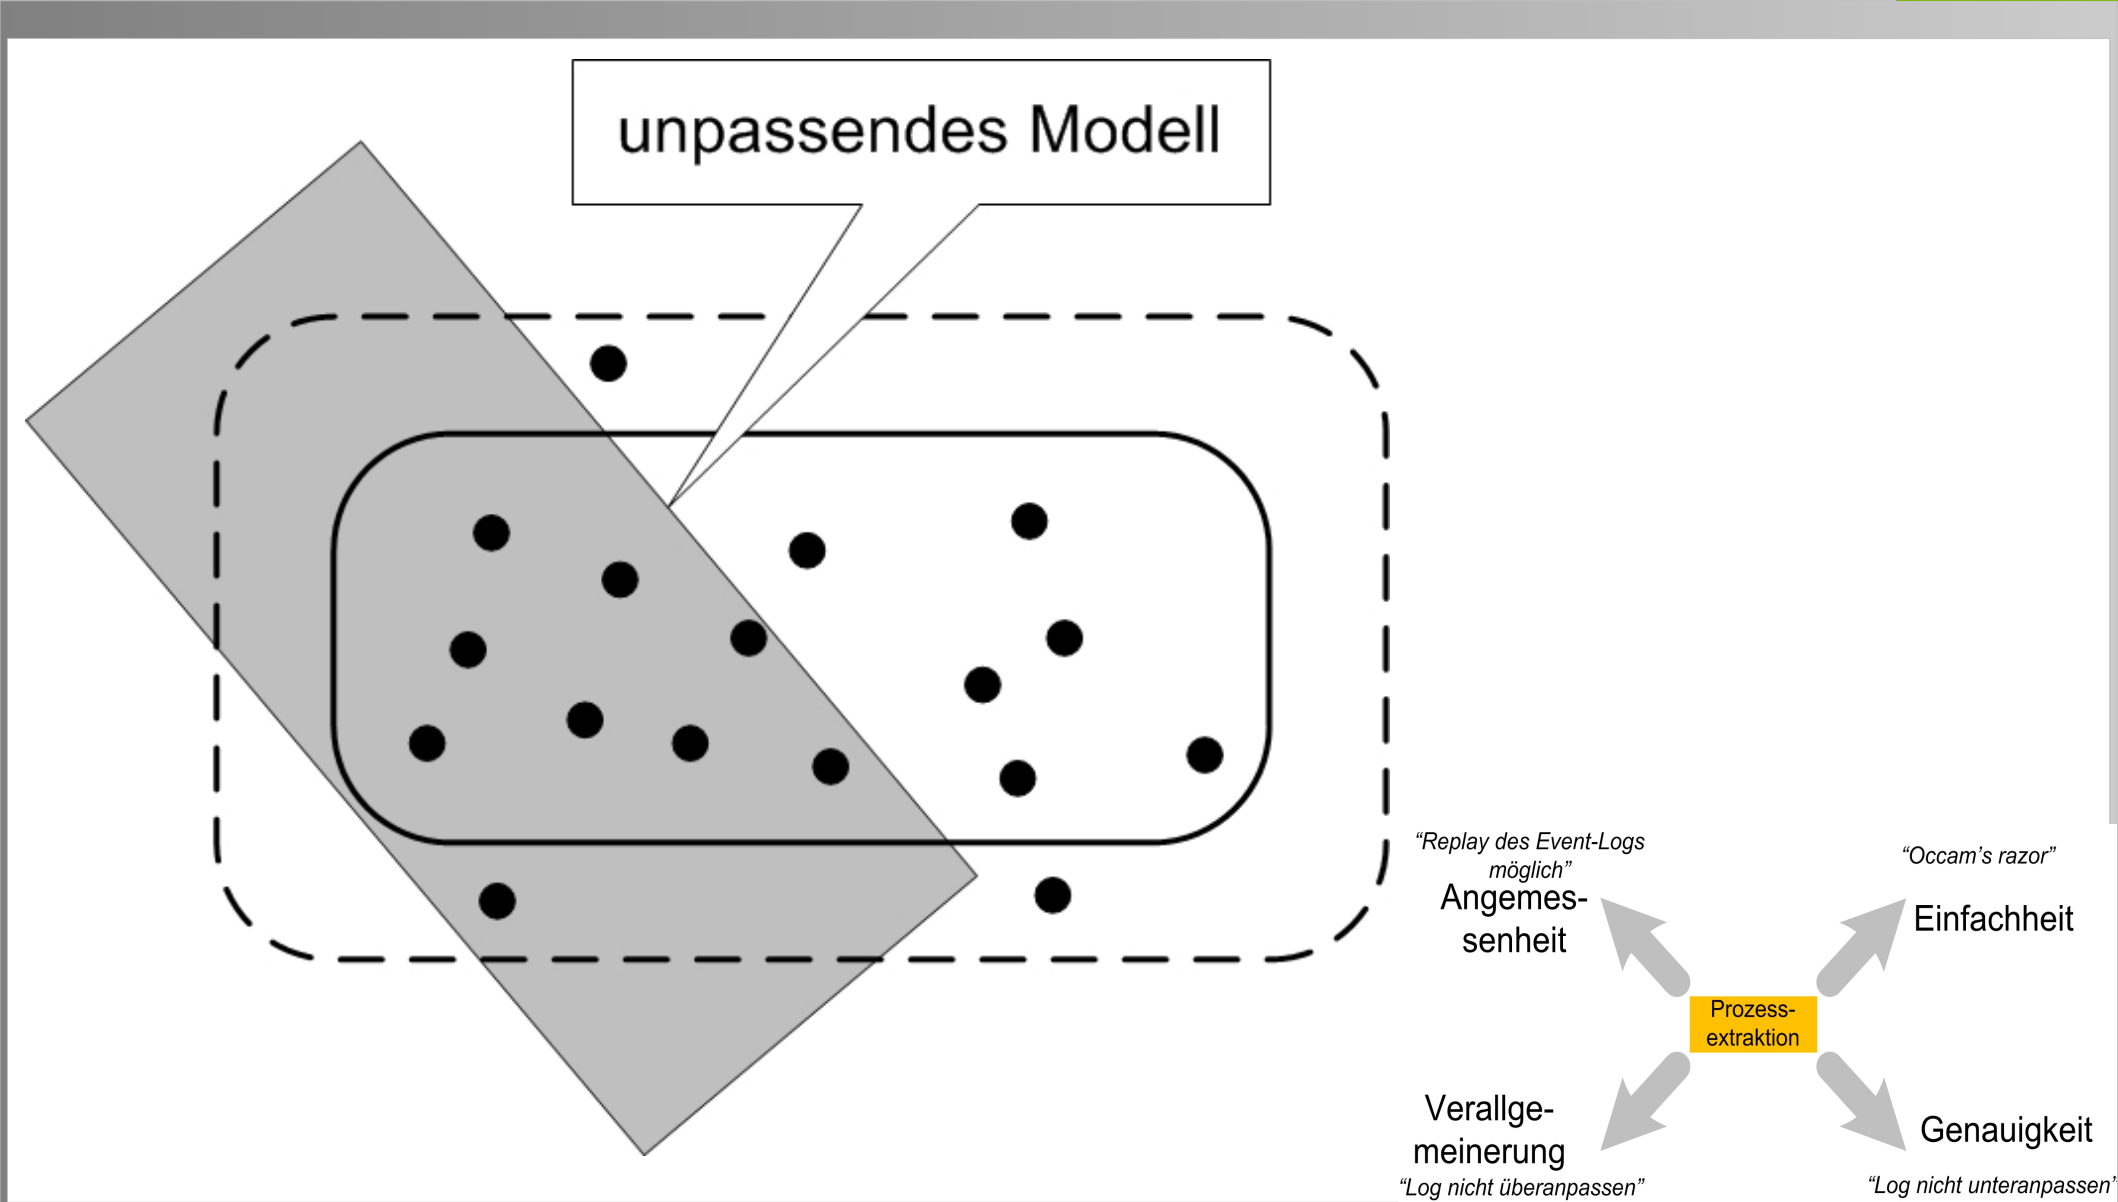 unpassendes Modell
“Replay des Event-Logs
möglich”
Angemes-
senheit
“Occam’s razor”
Einfachheit
Prozess-
extraktion
Verallge-
meinerung
“Log nicht überanpassen”
Genauigkeit
“Log nicht unteranpassen”